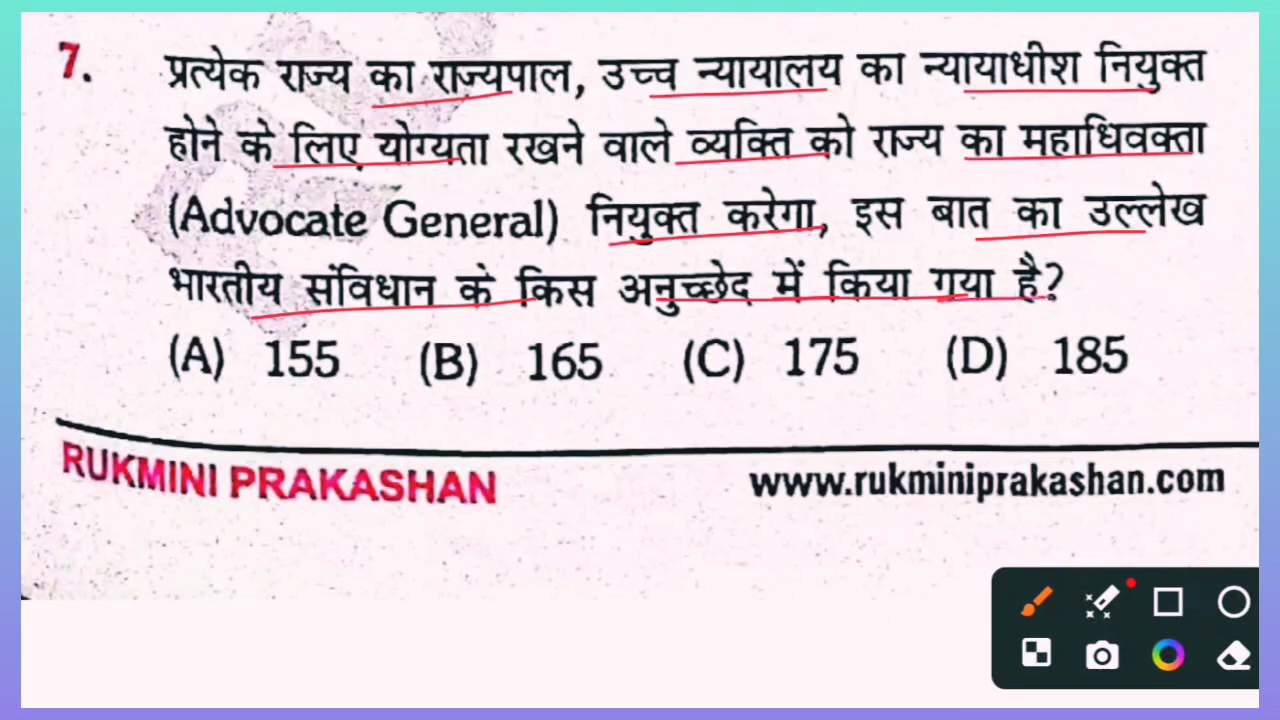 7. प्रत्येक राज्य का राज्यपाल, उच्च न्यायालय का न्यायाधीश नियुक्त
होने के लिए योग्यता रखने वाले व्यक्ति को राज्य का महाधिवक्ता
(Advocate General) नियुक्त करेगा, इस बात का उल्लेख
भारतीय संविधान के किस अनुच्छेद में किया गया है?
(A) 155 (B) 165 (C) 175 (D) 185
RUKMINI PRAKASHAN www.rukminiprakashan.com